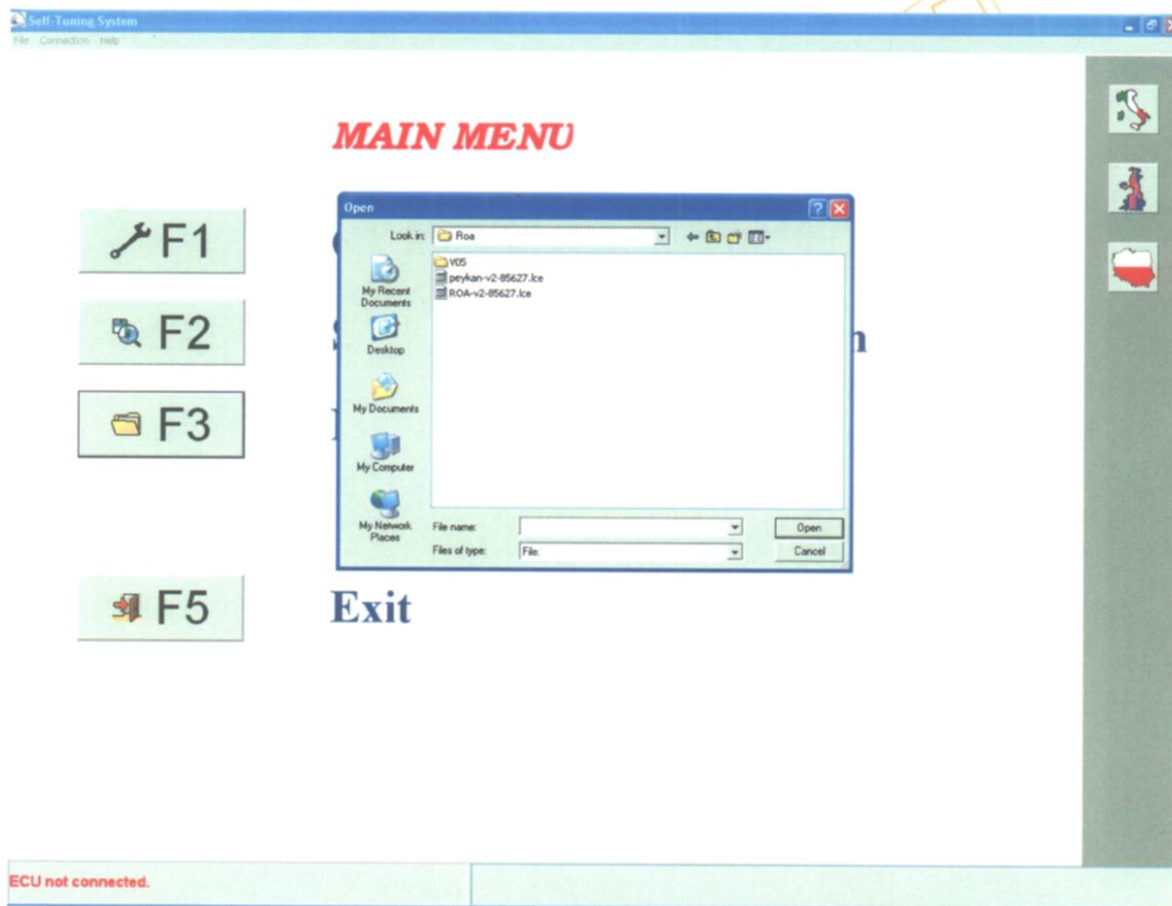 Self-Tuning System
File Connection Help
MAIN MENU
F1
F2
F3
F5
Exit
Open
Look in:
Roa
My Recent
Documents
Desktop
My Documents
My Computer
My Network
Places
V05
peykan-v2-85627.lce
ROA-v2-85627.lce
File name:
Open
Files of type:
File:
Cancel
ECU not connected.